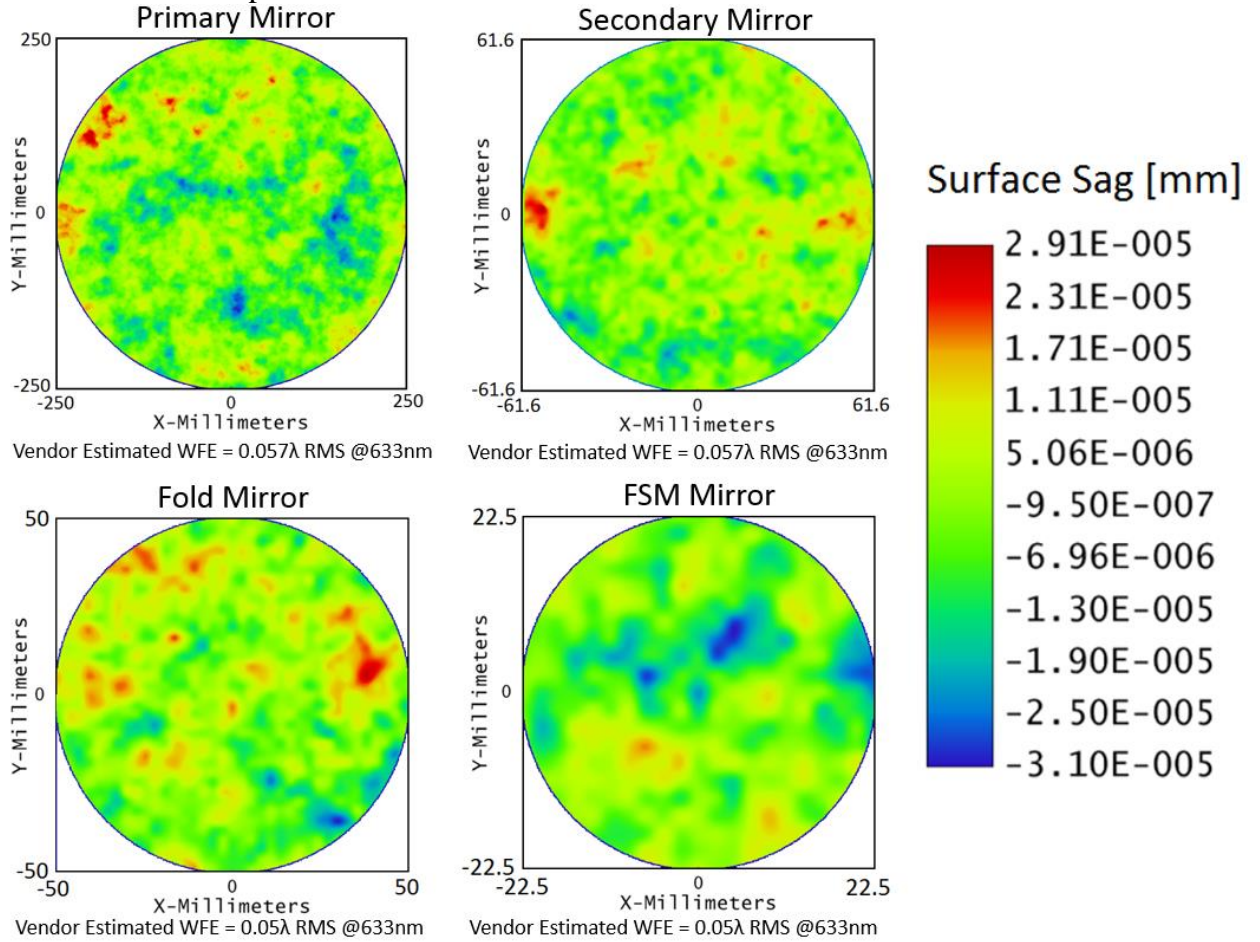 Primary Mirror
250
0
-250
Y-Millimeters
-250
0
250
X-Millimeters
Vendor Estimated WFE = 0.057λ RMS @633nm
Secondary Mirror
61.6
0
-61.6
Y-Millimeters
-61.6
0
61.6
X-Millimeters
Vendor Estimated WFE = 0.057λ RMS @633nm
Fold Mirror
50
0
-50
Y-Millimeters
-50
0
50
X-Millimeters
Vendor Estimated WFE = 0.05λ RMS @633nm
FSM Mirror
22.5
0
-22.5
Y-Millimeters
-22.5
0
22.5
X-Millimeters
Vendor Estimated WFE = 0.05λ RMS @633nm
Surface Sag [mm]
2.91E-005
2.31E-005
1.71E-005
1.11E-005
5.06E-006
-9.50E-007
-6.96E-006
-1.30E-005
-1.90E-005
-2.50E-005
-3.10E-005